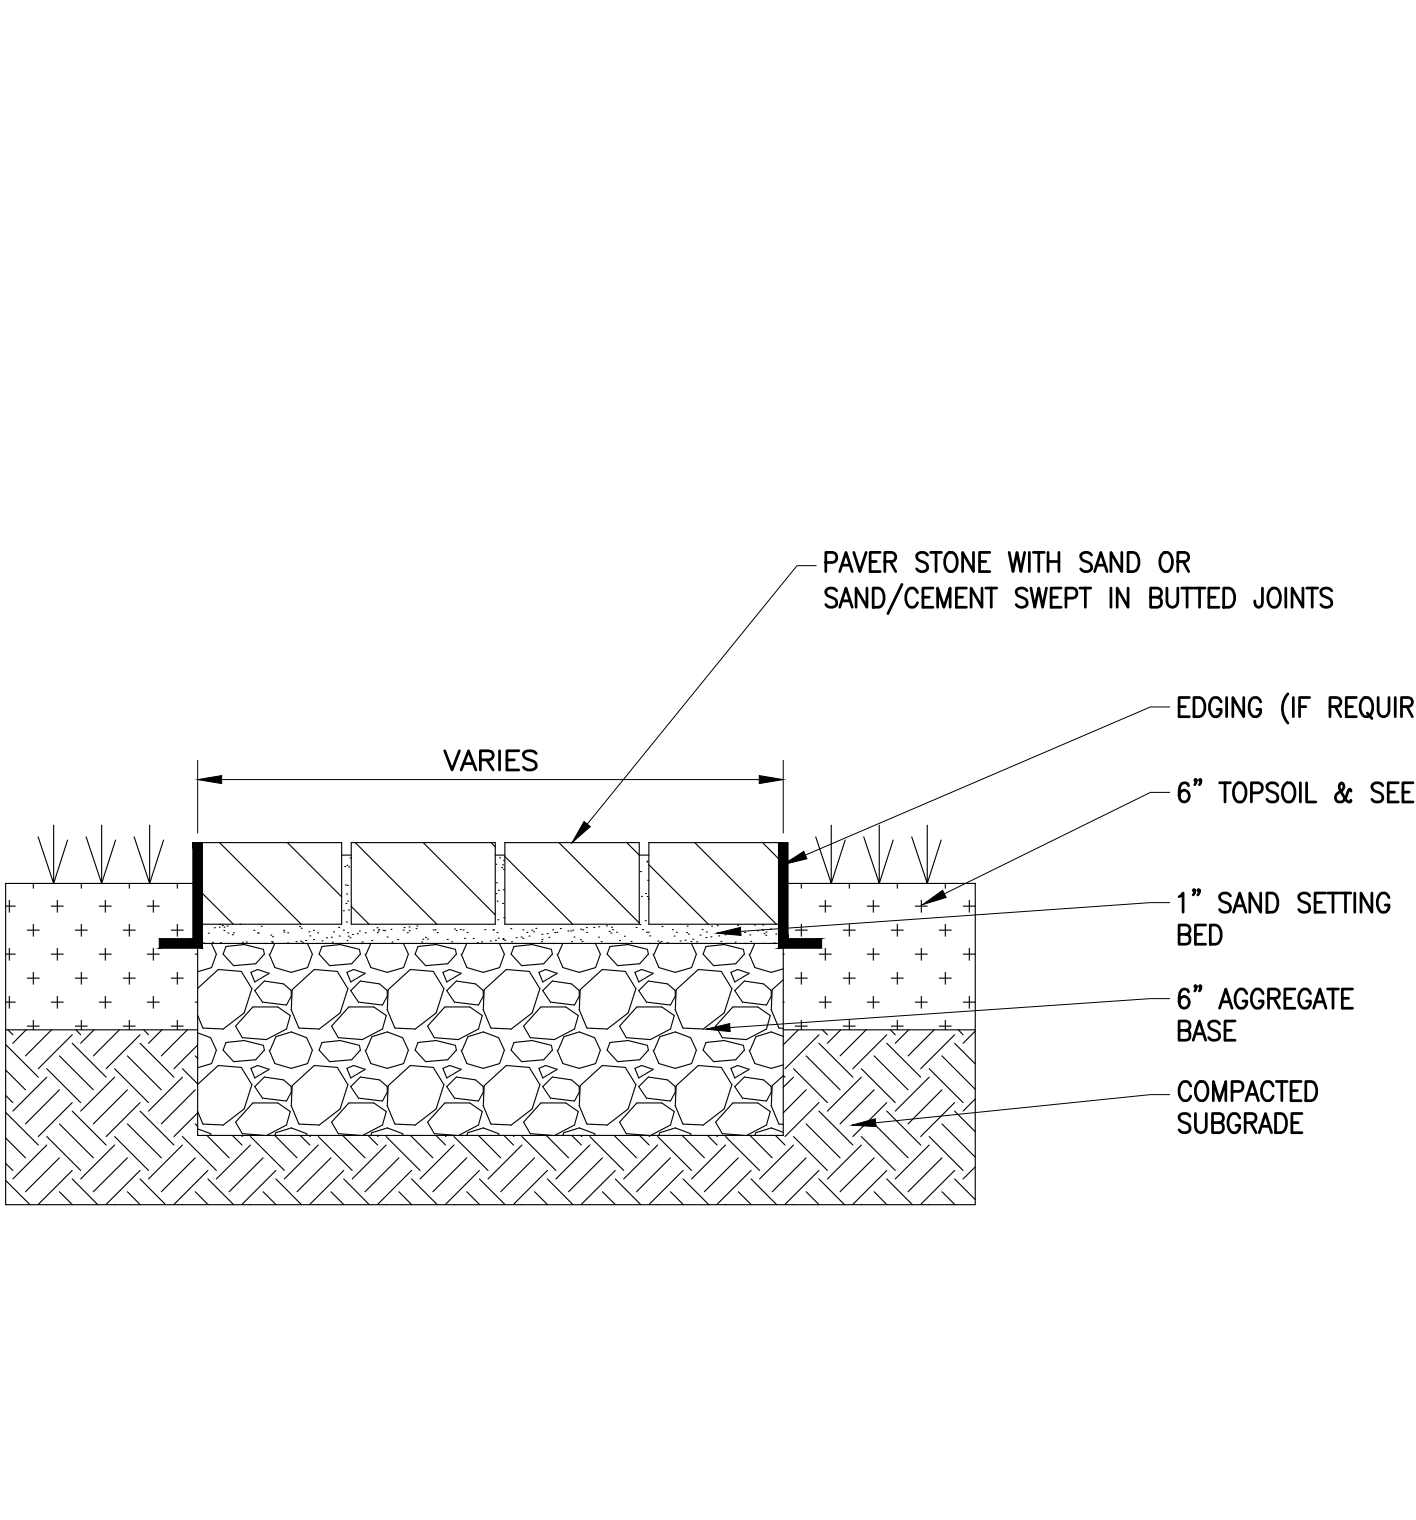 PAVER STONE WITH SAND OR
SAND/CEMENT SWEPT IN BUTTED JOINTS
EDGING (IF REQUIR
VARIES
6” TOPSOIL & SEE
1” SAND SETTING
BED
6” AGGREGATE
BASE
COMPACTED
SUBGRADE